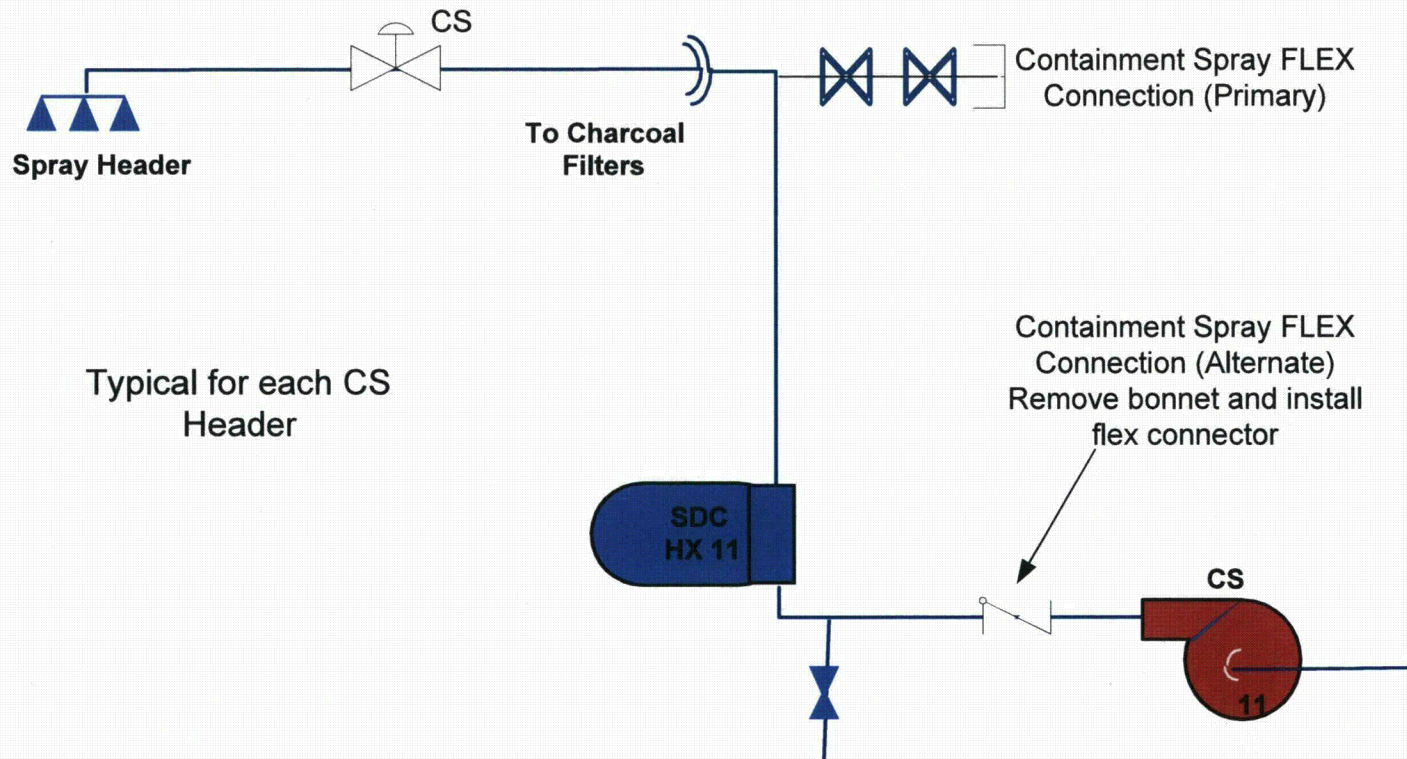 CS
Containment Spray FLEX
Connection (Primary)
To Charcoal
Filters
Spray Header
Containment Spray FLEX
Connection (Alternate)
Remove bonnet and install
flex connector
Typical for each CS
Header
SDC
HX 11
CS
11